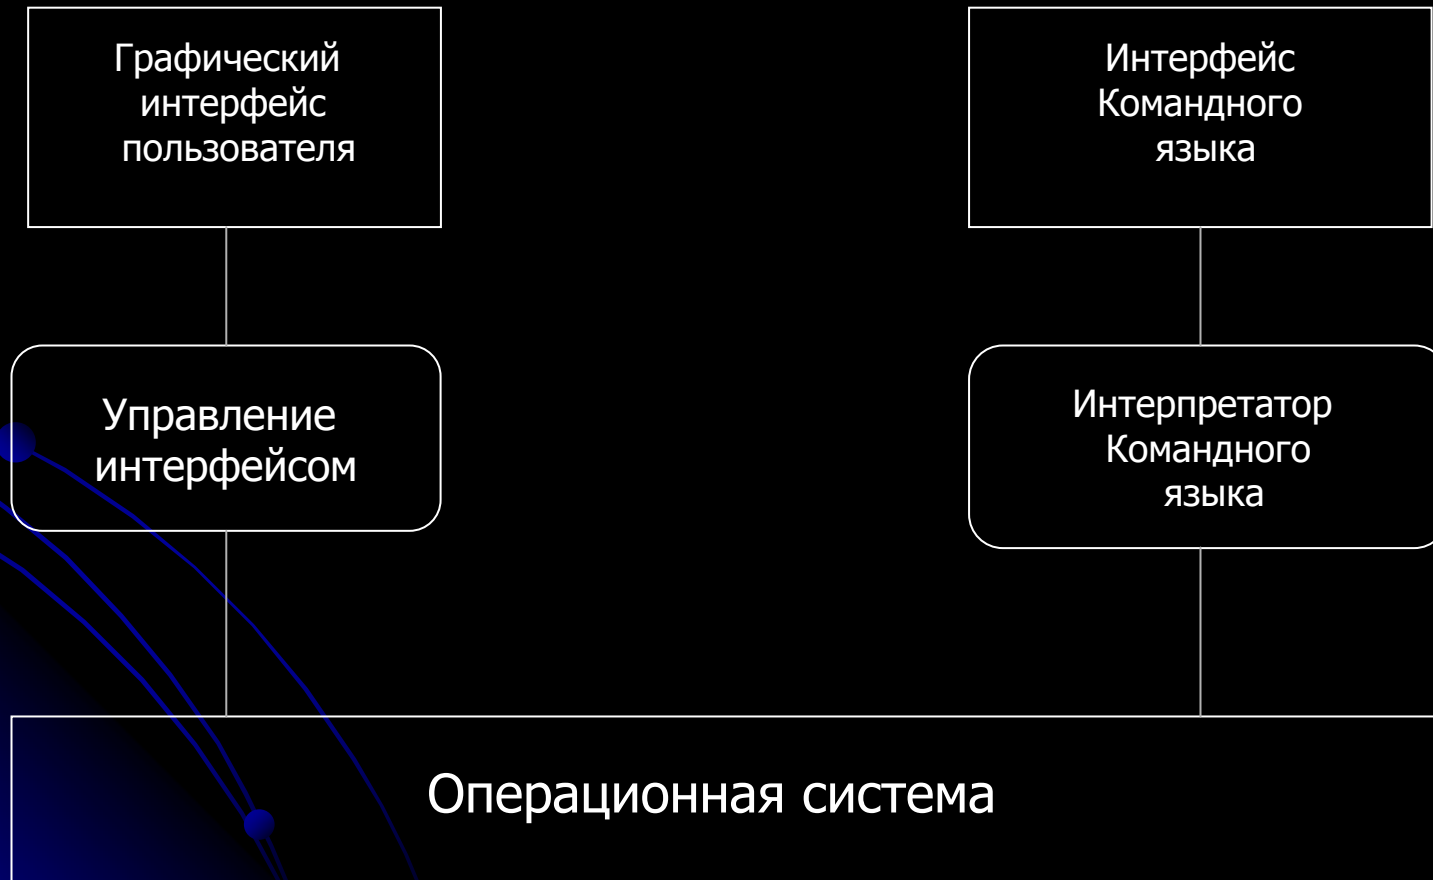 Графический
интерфейс
пользователя
Интерфейс
Командного
языка
Управление
интерфейсом
Интерпретатор
Командного
языка
Операционная система